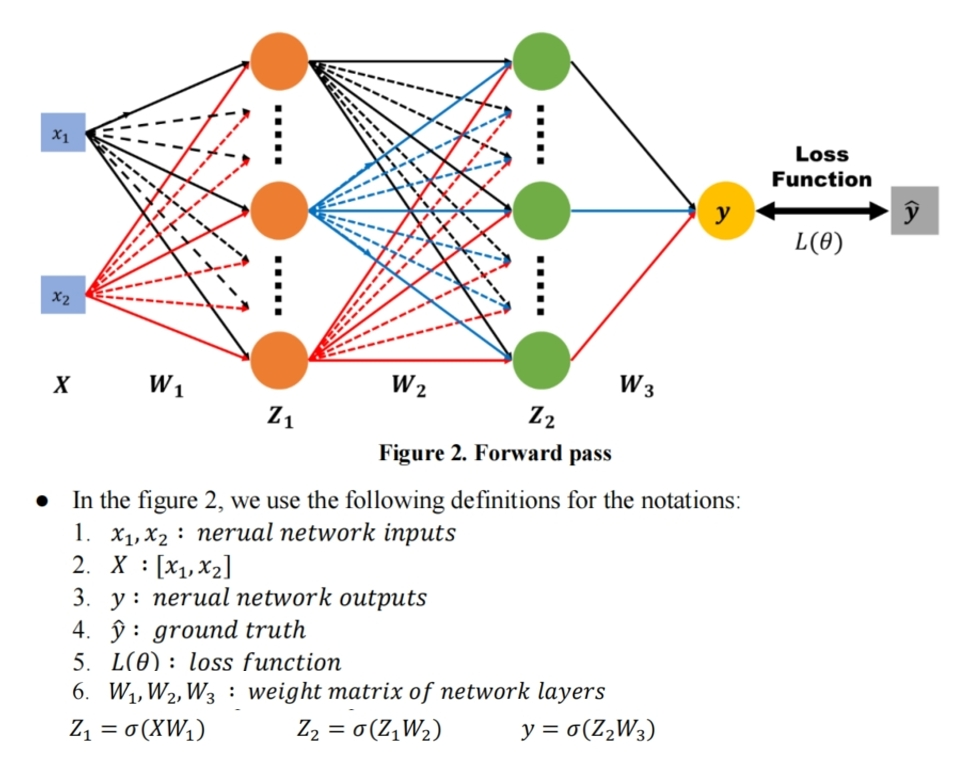 x₁
x₂
Loss
Function
y
ŷ
L(θ)
X
W₁
W₂
W₃
Z₁
Z₂
Figure 2. Forward pass
● In the figure 2, we use the following definitions for the notations:
1. x₁, x₂ : nerual network inputs
2. X : [x₁, x₂]
3. y : nerual network outputs
4. ŷ : ground truth
5. L(θ) : loss function
6. W₁, W₂, W₃ : weight matrix of network layers
Z₁ = σ(XW₁) Z₂ = σ(Z₁W₂) y = σ(Z₂W₃)